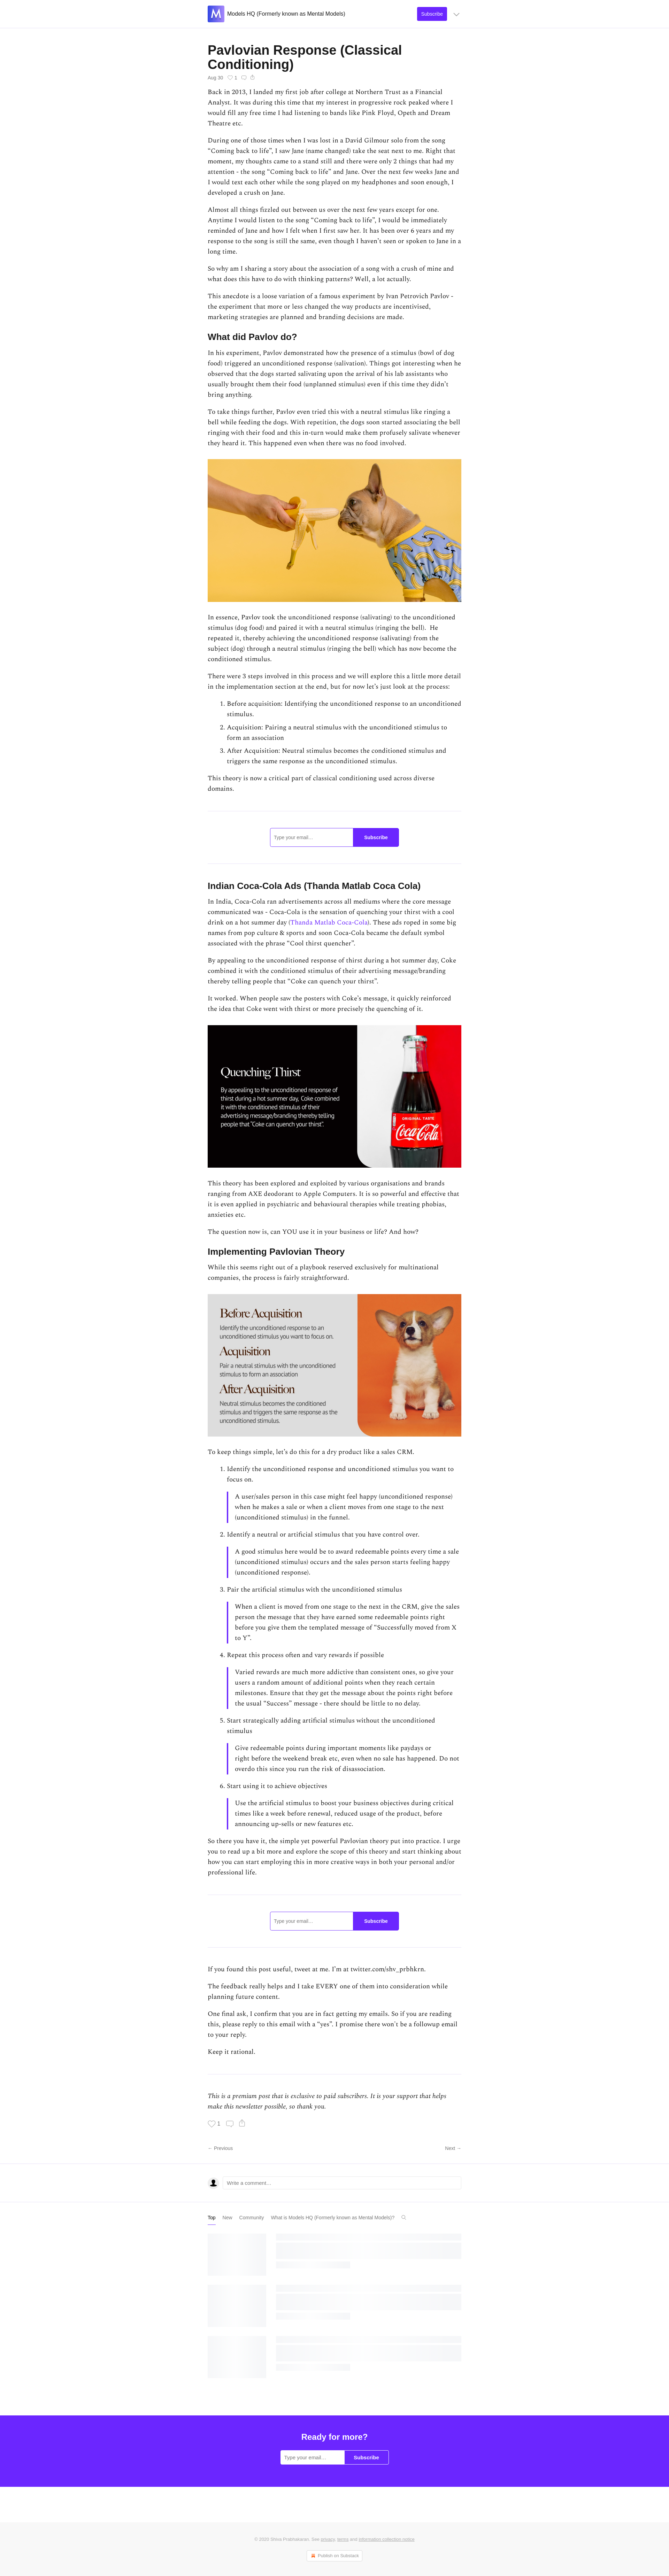 M Models HQ (Formerly known as Mental Models)
Subscribe
Pavlovian Response (Classical
Conditioning)
Aug 30 1
Back in 2013, I landed my first job after college at Northern Trust as a Financial
Analyst. It was during this time that my interest in progressive rock peaked where I
would fill any free time I had listening to bands like Pink Floyd, Opeth and Dream
Theatre etc.
During one of those times when I was lost in a David Gilmour solo from the song
“Coming back to life”, I saw Jane (name changed) take the seat next to me. Right that
moment, my thoughts came to a stand still and there were only 2 things that had my
attention - the song “Coming back to life” and Jane. Over the next few weeks Jane and
I would text each other while the song played on my headphones and soon enough, I
developed a crush on Jane.
Almost all things fizzled out between us over the next few years except for one.
Anytime I would listen to the song “Coming back to life”, I would be immediately
reminded of Jane and how I felt when I first saw her. It has been over 6 years and my
response to the song is still the same, even though I haven’t seen or spoken to Jane in a
long time.
So why am I sharing a story about the association of a song with a crush of mine and
what does this have to do with thinking patterns? Well, a lot actually.
This anecdote is a loose variation of a famous experiment by Ivan Petrovich Pavlov -
the experiment that more or less changed the way products are incentivised,
marketing strategies are planned and branding decisions are made.
What did Pavlov do?
In his experiment, Pavlov demonstrated how the presence of a stimulus (bowl of dog
food) triggered an unconditioned response (salivation). Things got interesting when he
observed that the dogs started salivating upon the arrival of his lab assistants who
usually brought them their food (unplanned stimulus) even if this time they didn’t
bring anything.
To take things further, Pavlov even tried this with a neutral stimulus like ringing a
bell while feeding the dogs. With repetition, the dogs soon started associating the bell
ringing with their food and this in-turn would make them profusely salivate whenever
they heard it. This happened even when there was no food involved.
In essence, Pavlov took the unconditioned response (salivating) to the unconditioned
stimulus (dog food) and paired it with a neutral stimulus (ringing the bell). He
repeated it, thereby achieving the unconditioned response (salivating) from the
subject (dog) through a neutral stimulus (ringing the bell) which has now become the
conditioned stimulus.
There were 3 steps involved in this process and we will explore this a little more detail
in the implementation section at the end, but for now let’s just look at the process:
1. Before acquisition: Identifying the unconditioned response to an unconditioned
stimulus.
2. Acquisition: Pairing a neutral stimulus with the unconditioned stimulus to
form an association
3. After Acquisition: Neutral stimulus becomes the conditioned stimulus and
triggers the same response as the unconditioned stimulus.
This theory is now a critical part of classical conditioning used across diverse
domains.
Type your email… Subscribe
Indian Coca-Cola Ads (Thanda Matlab Coca Cola)
In India, Coca-Cola ran advertisements across all mediums where the core message
communicated was - Coca-Cola is the sensation of quenching your thirst with a cool
drink on a hot summer day (Thanda Matlab Coca-Cola). These ads roped in some big
names from pop culture & sports and soon Coca-Cola became the default symbol
associated with the phrase “Cool thirst quencher”.
By appealing to the unconditioned response of thirst during a hot summer day, Coke
combined it with the conditioned stimulus of their advertising message/branding
thereby telling people that “Coke can quench your thirst”.
It worked. When people saw the posters with Coke’s message, it quickly reinforced
the idea that Coke went with thirst or more precisely the quenching of it.
Quenching Thirst
By appealing to the unconditioned response of
thirst during a hot summer day, Coke combined
it with the conditioned stimulus of their
advertising message/branding thereby telling
people that “Coke can quench your thirst”.
ORIGINAL TASTE
Coca-Cola
This theory has been explored and exploited by various organisations and brands
ranging from AXE deodorant to Apple Computers. It is so powerful and effective that
it is even applied in psychiatric and behavioural therapies while treating phobias,
anxieties etc.
The question now is, can YOU use it in your business or life? And how?
Implementing Pavlovian Theory
While this seems right out of a playbook reserved exclusively for multinational
companies, the process is fairly straightforward.
Before Acquisition
Identify the unconditioned response to an
unconditioned stimulus you want to focus on.
Acquisition
Pair a neutral stimulus with the unconditioned
stimulus to form an association
After Acquisition
Neutral stimulus becomes the conditioned
stimulus and triggers the same response as the
unconditioned stimulus.
To keep things simple, let’s do this for a dry product like a sales CRM.
1. Identify the unconditioned response and unconditioned stimulus you want to
focus on.
A user/sales person in this case might feel happy (unconditioned response)
when he makes a sale or when a client moves from one stage to the next
(unconditioned stimulus) in the funnel.
2. Identify a neutral or artificial stimulus that you have control over.
A good stimulus here would be to award redeemable points every time a sale
(unconditioned stimulus) occurs and the sales person starts feeling happy
(unconditioned response).
3. Pair the artificial stimulus with the unconditioned stimulus
When a client is moved from one stage to the next in the CRM, give the sales
person the message that they have earned some redeemable points right
before you give them the templated message of “Successfully moved from X
to Y”.
4. Repeat this process often and vary rewards if possible
Varied rewards are much more addictive than consistent ones, so give your
users a random amount of additional points when they reach certain
milestones. Ensure that they get the message about the points right before
the usual “Success” message - there should be little to no delay.
5. Start strategically adding artificial stimulus without the unconditioned
stimulus
Give redeemable points during important moments like paydays or
right before the weekend break etc, even when no sale has happened. Do not
overdo this since you run the risk of disassociation.
6. Start using it to achieve objectives
Use the artificial stimulus to boost your business objectives during critical
times like a week before renewal, reduced usage of the product, before
announcing up-sells or new features etc.
So there you have it, the simple yet powerful Pavlovian theory put into practice. I urge
you to read up a bit more and explore the scope of this theory and start thinking about
how you can start employing this in more creative ways in both your personal and/or
professional life.
Type your email… Subscribe
If you found this post useful, tweet at me. I’m at twitter.com/shv_prbhkrn.
The feedback really helps and I take EVERY one of them into consideration while
planning future content.
One final ask, I confirm that you are in fact getting my emails. So if you are reading
this, please reply to this email with a “yes”. I promise there won’t be a followup email
to your reply.
Keep it rational.
This is a premium post that is exclusive to paid subscribers. It is your support that helps
make this newsletter possible, so thank you.
1
← Previous Next →
Write a comment…
Top New Community What is Models HQ (Formerly known as Mental Models)?
Ready for more?
Type your email… Subscribe
© 2020 Shiva Prabhakaran. See privacy, terms and information collection notice
Publish on Substack